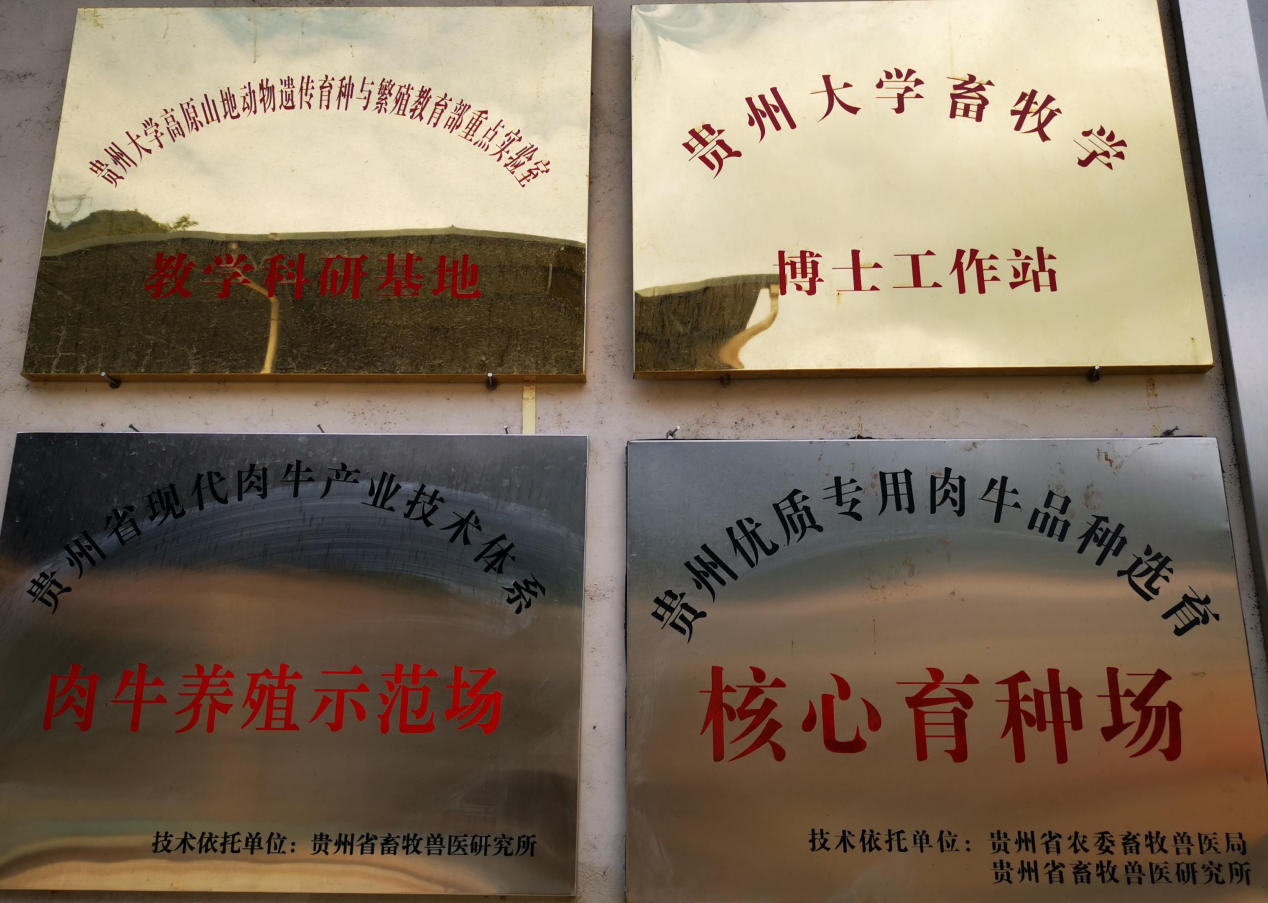 贵州大学高原山地动物遗传育种与繁殖教育部重点实验室
教学科研基地
贵州大学畜牧学
博士工作站
贵州省现代肉牛产业技术体系
肉牛养殖示范场
技术依托单位：贵州省畜牧兽医研究所
贵州优质专用肉牛品种选育
核心育种场
技术依托单位：贵州省农委畜牧兽医局
贵州省畜牧兽医研究所